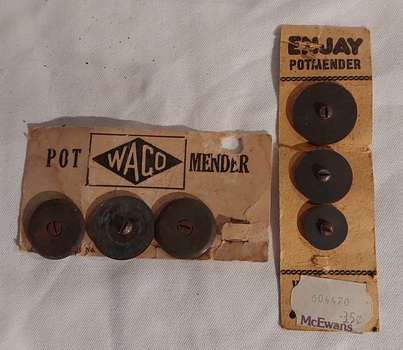 POT WACO MENDER
ENJAY
POTMENDER
604470
35¢
McEwans